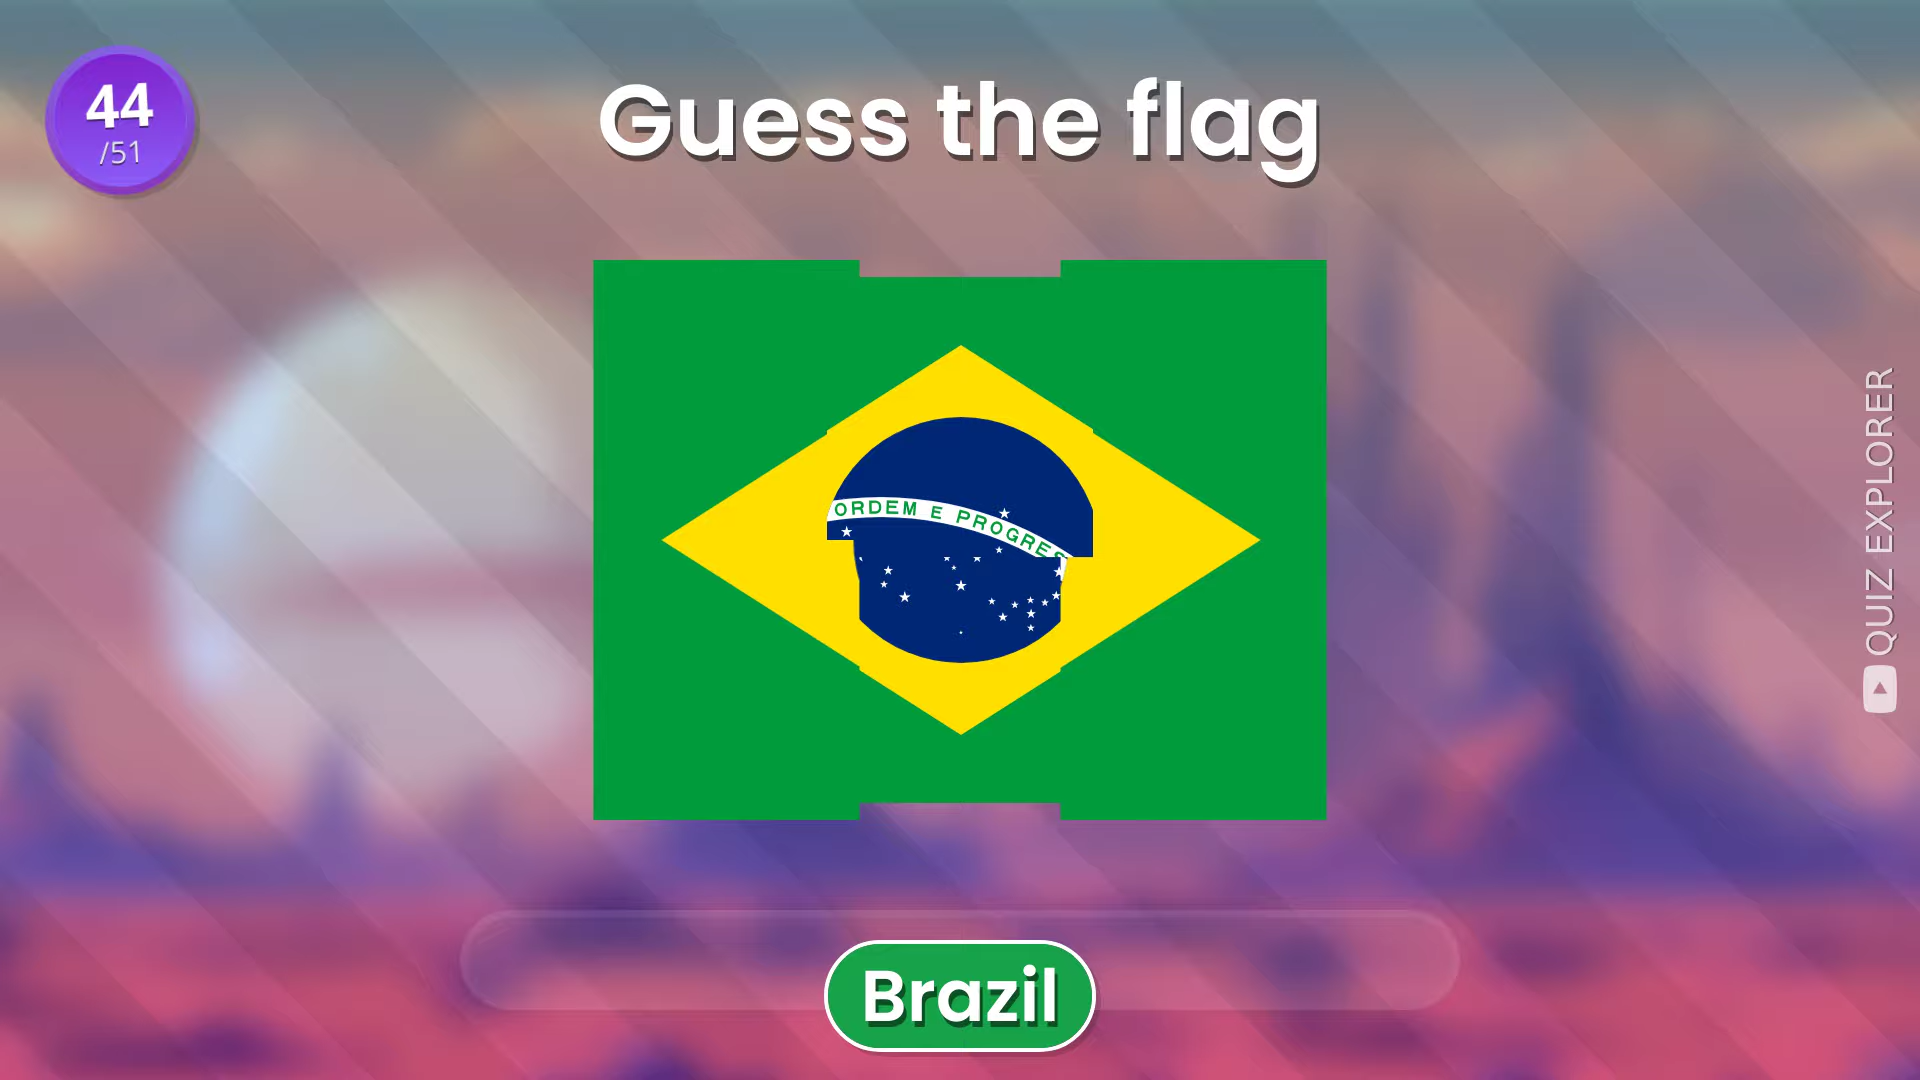 44
/51
Guess the flag
ORDEM E PROGRES
Brazil
QUIZ EXPLORER